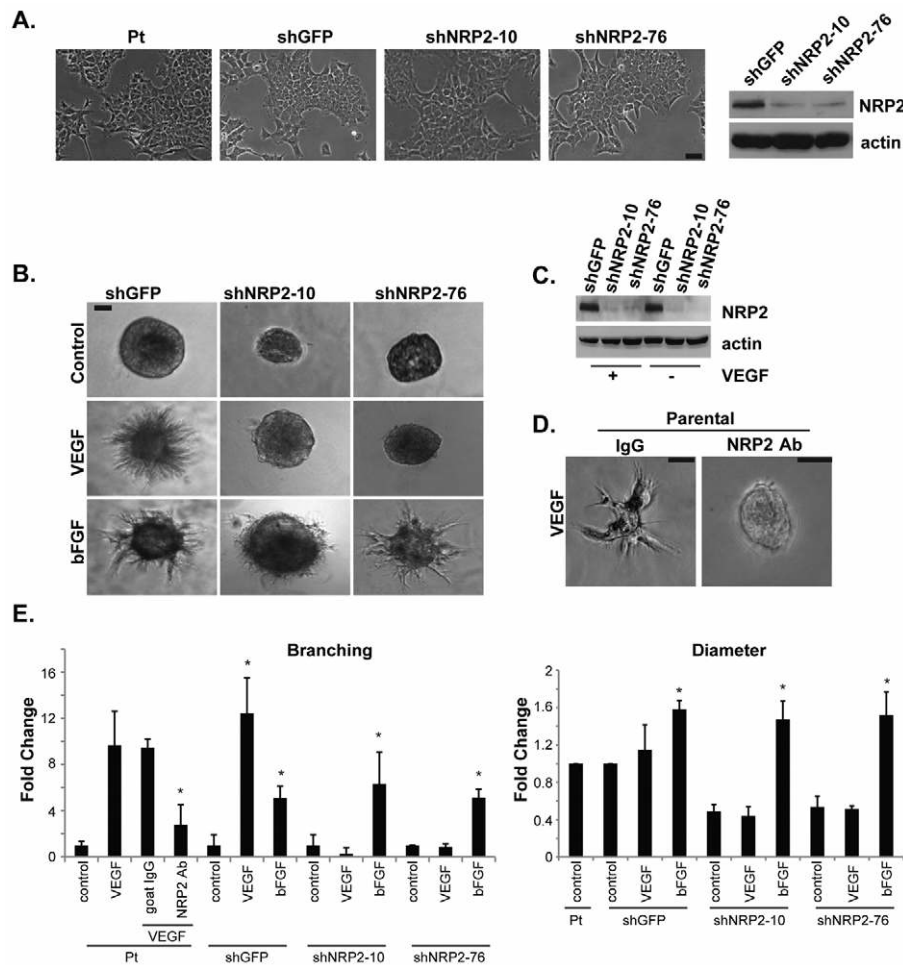 A.
Pt shGFP shNRP2-10 shNRP2-76
shGFP
shNRP2-10
shNRP2-76
NRP2
actin
B.
shGFP shNRP2-10 shNRP2-76
Control
VEGF
bFGF
C.
shGFP
shNRP2-10
shNRP2-76
shGFP
shNRP2-10
shNRP2-76
NRP2
actin
+ - VEGF
D.
Parental
IgG NRP2 Ab
VEGF
E.
Branching
Fold Change
16
12
8
4
0
* * * * *
control VEGF goat IgG NRP2 Ab control VEGF bFGF control VEGF bFGF control VEGF bFGF
VEGF
Pt shGFP shNRP2-10 shNRP2-76
Diameter
Fold Change
2
1.6
1.2
0.8
0.4
0
* * *
control control VEGF bFGF control VEGF bFGF control VEGF bFGF
Pt shGFP shNRP2-10 shNRP2-76